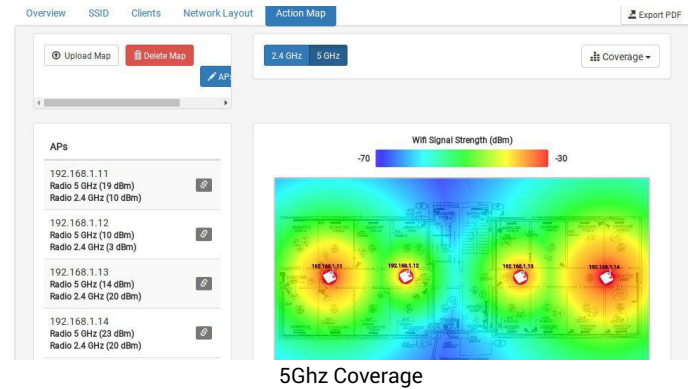 Overview SSID Clients Network Layout Action Map Export PDF
Upload Map Delete Map 2.4 GHz 5 GHz Coverage
APs
APs
Wifi Signal Strength (dBm)
-70 -30
192.168.1.11
Radio 5 GHz (19 dBm)
Radio 2.4 GHz (10 dBm)
192.168.1.12
Radio 5 GHz (10 dBm)
Radio 2.4 GHz (3 dBm)
192.168.1.13
Radio 5 GHz (14 dBm)
Radio 2.4 GHz (20 dBm)
192.168.1.14
Radio 5 GHz (23 dBm)
Radio 2.4 GHz (20 dBm)
192.168.1.11 192.168.1.12 192.168.1.13 192.168.1.14
5Ghz Coverage